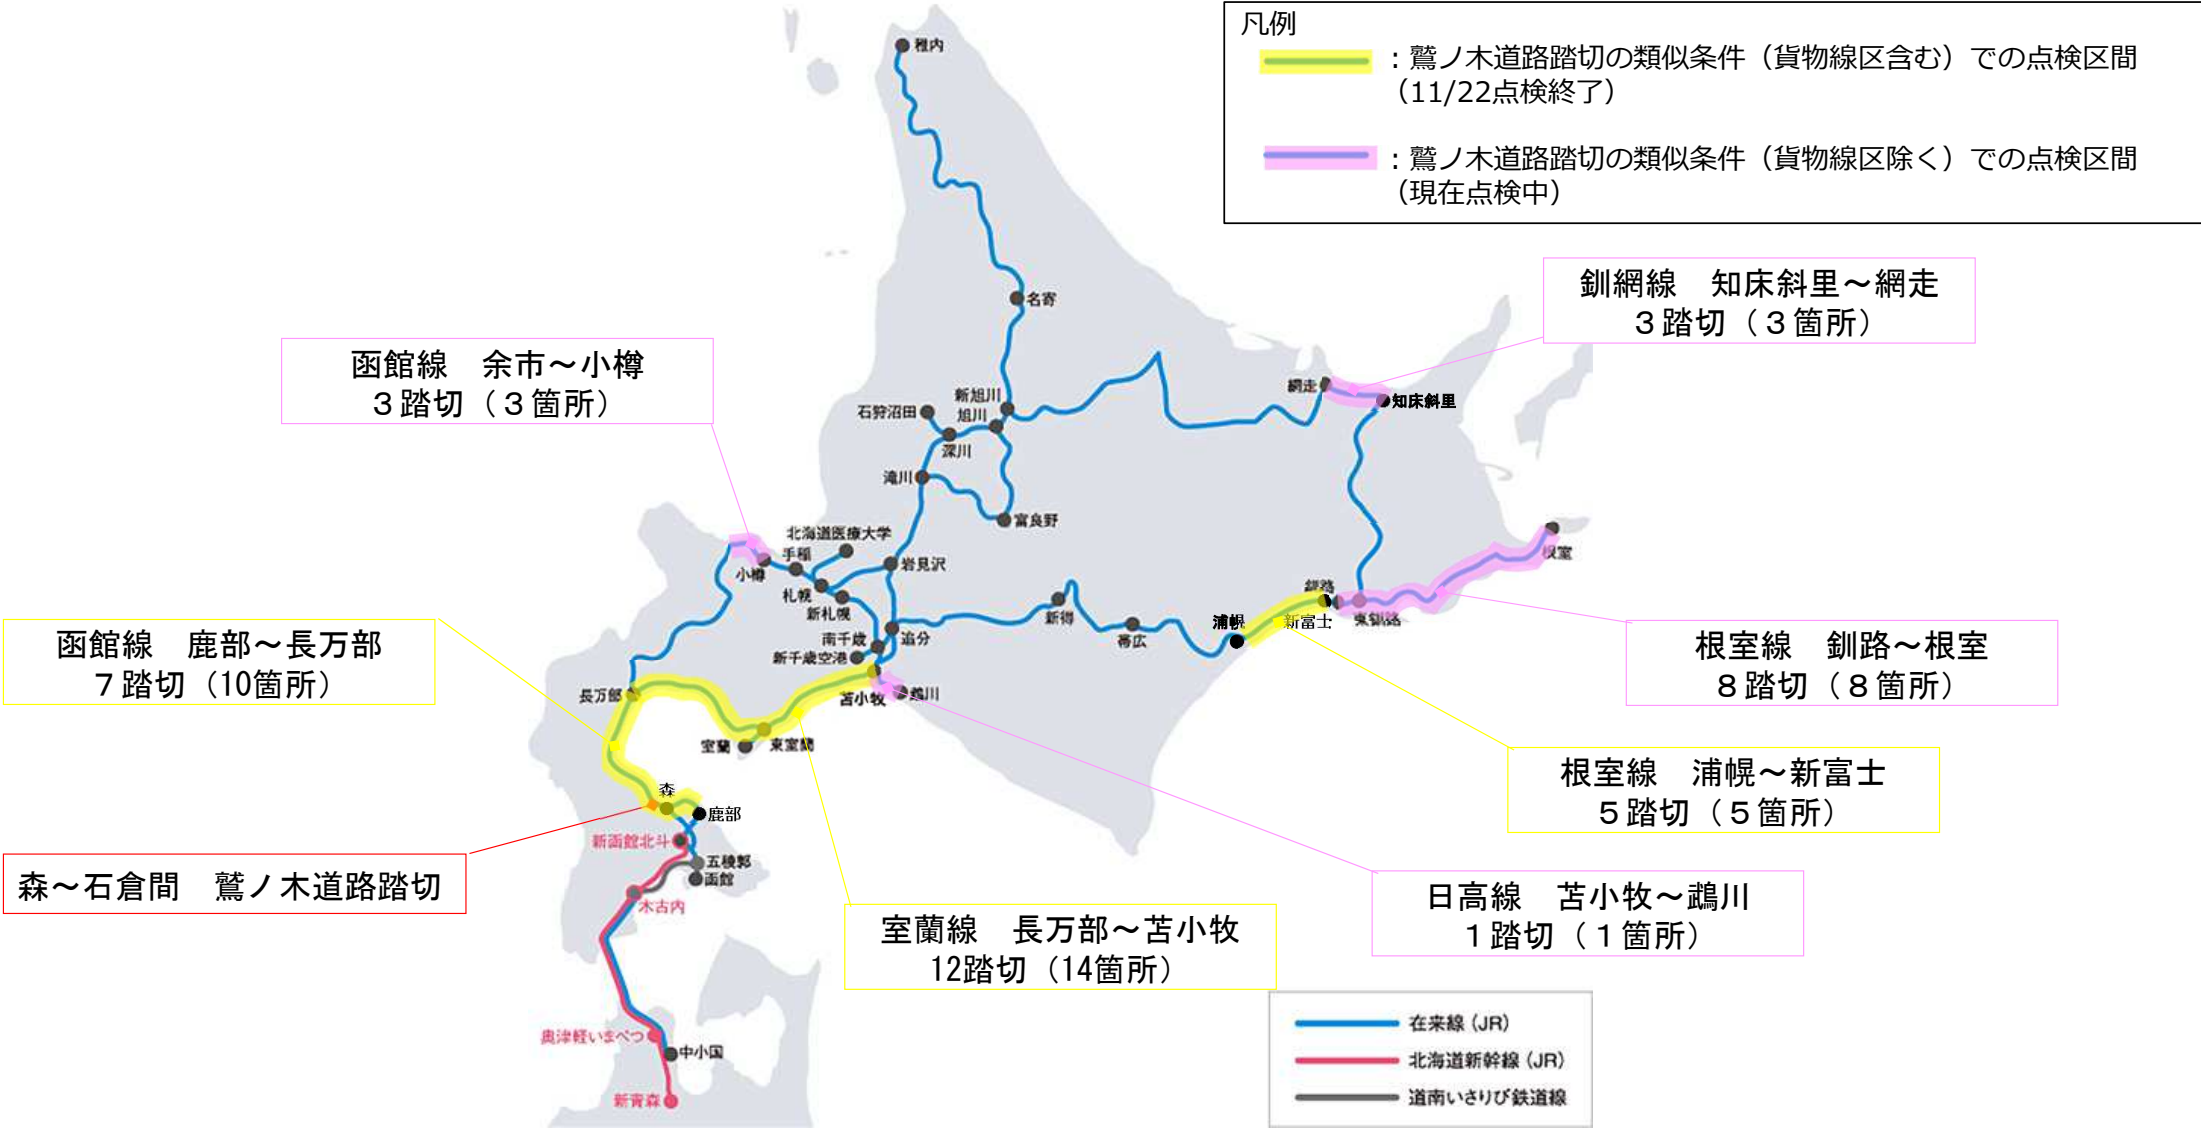 凡例
：鷲ノ木道路踏切の類似条件（貨物線区含む）での点検区間
（11/22点検終了）
：鷲ノ木道路踏切の類似条件（貨物線区除く）での点検区間
（現在点検中）
稚内
名寄
釧網線　知床斜里～網走
３踏切（３箇所）
函館線　余市～小樽
３踏切（３箇所）
網走
知床斜里
新旭川
旭川
石狩沼田
深川
滝川
富良野
北海道医療大学
手稲
小樽
岩見沢
札幌
新札幌
根室
釧路
新富士
東釧路
新得
帯広
浦幌
南千歳
追分
新千歳空港
苫小牧
鵡川
函館線　鹿部～長万部
７踏切（10箇所）
長万部
室蘭
東室蘭
根室線　釧路～根室
８踏切（８箇所）
根室線　浦幌～新富士
５踏切（５箇所）
森
鹿部
新函館北斗
五稜郭
函館
木古内
森～石倉間　鷲ノ木道路踏切
室蘭線　長万部～苫小牧
12踏切（14箇所）
日高線　苫小牧～鵡川
１踏切（１箇所）
奥津軽いまべつ
中小国
新青森
在来線（JR）
北海道新幹線（JR）
道南いさりび鉄道線